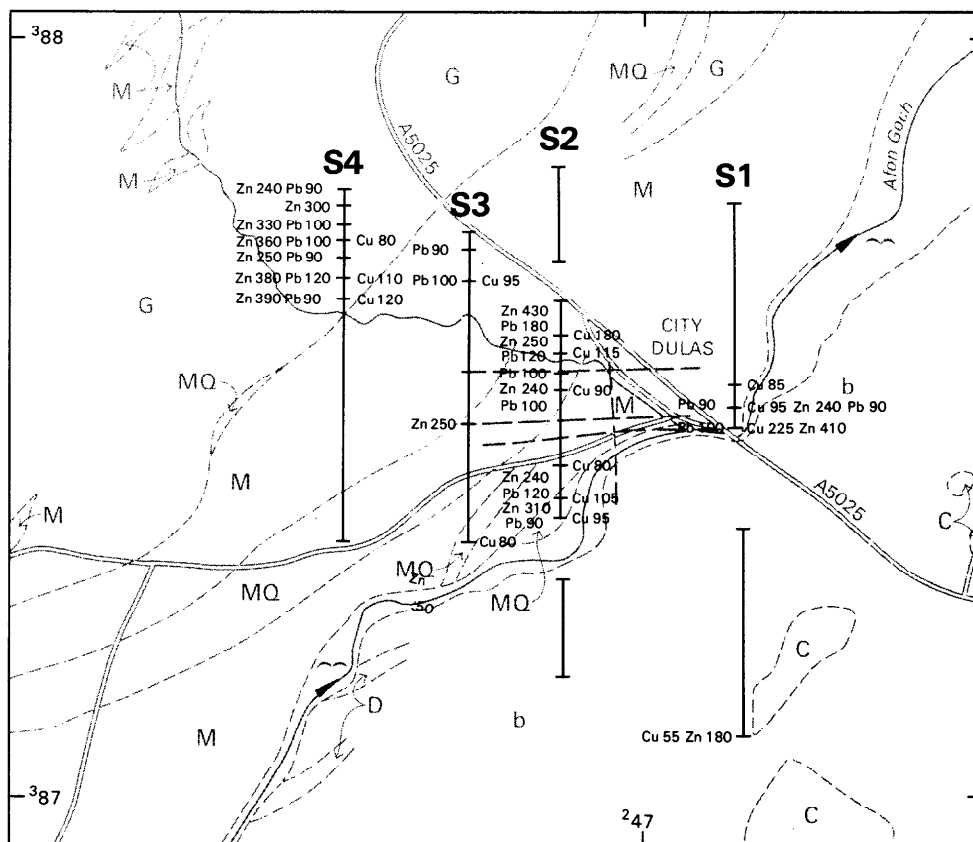 ³88
G
MQ
G
M
A5025
S2
Afon Goch
M
S4
M
S1
Zn 240 Pb 90
Zn 300
S3
Zn 330 Pb 100
Zn 360 Pb 100 Cu 80
Pb 90
Zn 250 Pb 90
Zn 380 Pb 120 Cu 110
Pb 100 Cu 95
Zn 390 Pb 90 Cu 120
G
Zn 430
Pb 180
CITY
DULAS
Cu 180
Zn 250
Cu 115
Pb 120
MQ
Pb 100
Cu 85
b
Zn 240
Cu 90
Pb 100
M
Pb 90
Cu 95 Zn 240 Pb 90
Zn 250
Cu 225 Zn 410
Cu 80
M
Zn 240
A5025
M
Pb 120
Cu 105
C
Zn 310
Pb 90
Cu 95
Cu 80
MQ
Zn
MQ
MQ
50
C
D
M
b
Cu 55 Zn 180
³87
²47
C